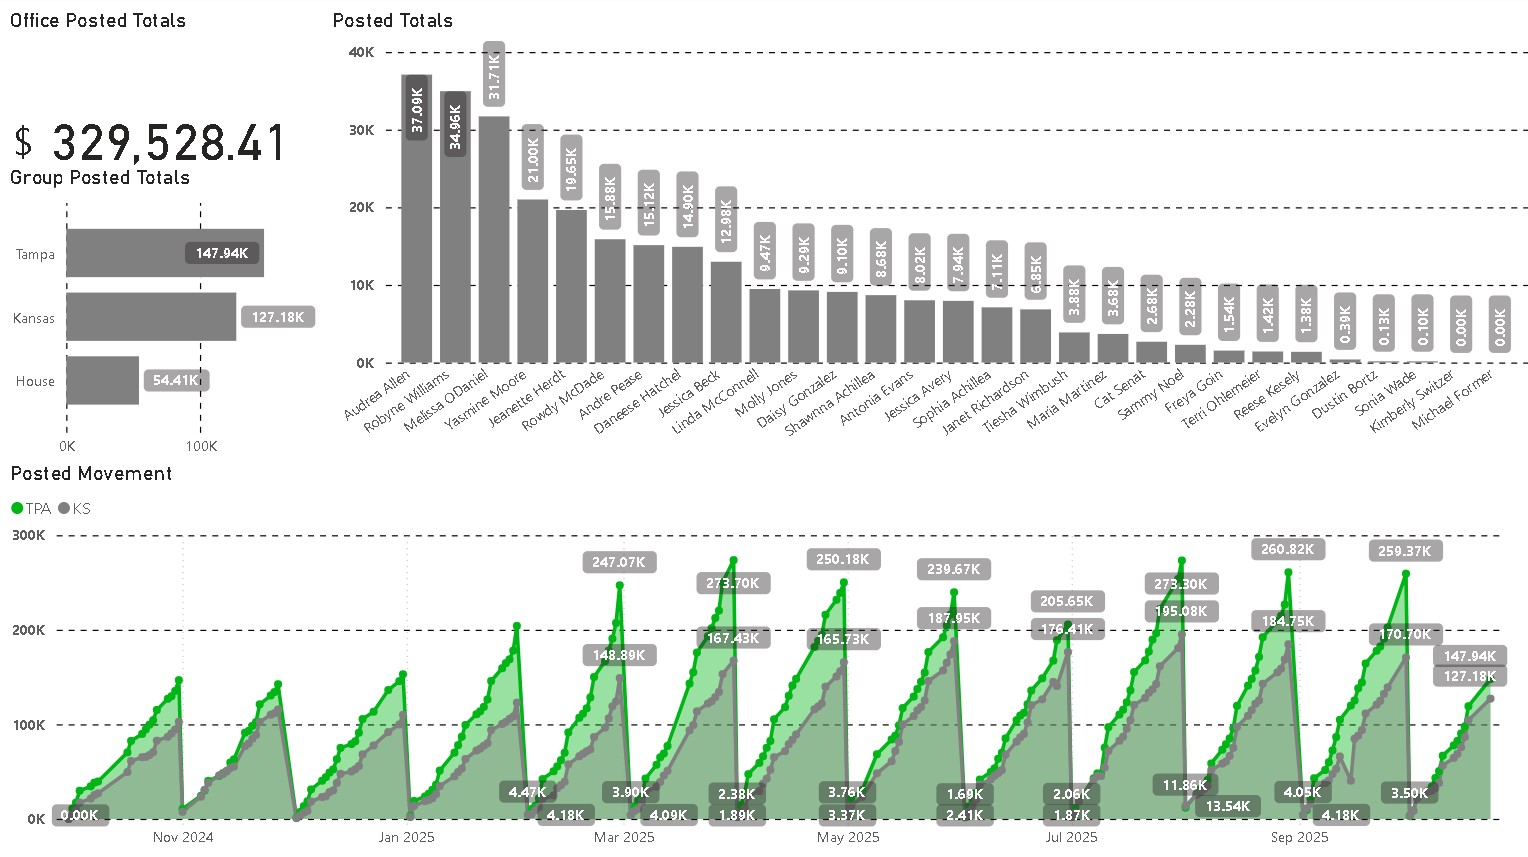 Office Posted Totals
$ 329,528.41
Group Posted Totals
Tampa
147.94K
Kansas
127.18K
House
54.41K
0K
100K
Posted Totals
40K
30K
20K
10K
0K
37.09K
34.96K
31.71K
21.00K
19.65K
15.88K
15.12K
14.90K
12.98K
9.47K
9.29K
9.10K
8.68K
8.02K
7.94K
7.11K
6.85K
3.88K
3.68K
2.68K
2.28K
1.54K
1.42K
1.38K
0.39K
0.13K
0.10K
0.00K
0.00K
Audrea Allen
Robyne Williams
Melissa ODaniel
Yasmine Moore
Jeanette Herdt
Rowdy McDade
Andre Pease
Daneese Hatchel
Jessica Beck
Linda McConnell
Molly Jones
Daisy Gonzalez
Shawnna Achillea
Antonia Evans
Jessica Avery
Sophia Achillea
Janet Richardson
Tiesha Wimbush
Maria Martinez
Cat Senat
Sammy Noel
Freya Goin
Terri Ohlemeier
Reese Kesely
Evelyn Gonzalez
Dustin Bortz
Sonia Wade
Kimberly Switzer
Michael Former
Posted Movement
TPA KS
300K
200K
100K
0K
0.00K
247.07K
273.70K
250.18K
239.67K
205.65K
273.30K
260.82K
259.37K
147.94K
148.89K
167.43K
165.73K
187.95K
176.41K
195.08K
184.75K
170.70K
127.18K
4.47K
3.90K
2.38K
3.76K
1.69K
2.06K
11.86K
4.05K
3.50K
4.18K
4.09K
1.89K
3.37K
2.41K
1.87K
13.54K
4.18K
Nov 2024
Jan 2025
Mar 2025
May 2025
Jul 2025
Sep 2025